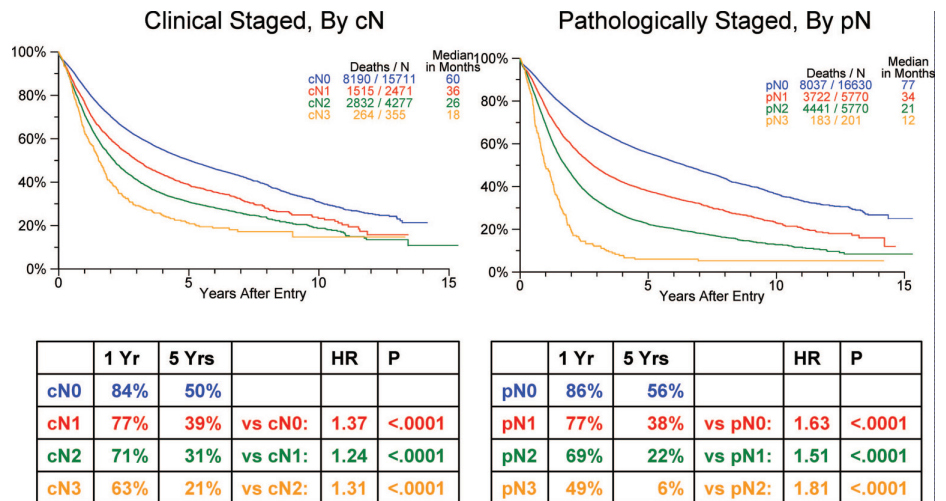 Clinical Staged, By cN
Deaths / N Median in Months
cN0 8190 / 15711 60
cN1 1515 / 2471 36
cN2 2832 / 4277 26
cN3 264 / 355 18
100%
80%
60%
40%
20%
0%
0 5 10 15
Years After Entry
Pathologically Staged, By pN
Deaths / N Median in Months
pN0 8037 / 16630 77
pN1 3722 / 5770 34
pN2 4441 / 5770 21
pN3 183 / 201 12
100%
80%
60%
40%
20%
0%
0 5 10 15
Years After Entry
1 Yr 5 Yrs HR P
cN0 84% 50%
cN1 77% 39% vs cN0: 1.37 <.0001
cN2 71% 31% vs cN1: 1.24 <.0001
cN3 63% 21% vs cN2: 1.31 <.0001
1 Yr 5 Yrs HR P
pN0 86% 56%
pN1 77% 38% vs pN0: 1.63 <.0001
pN2 69% 22% vs pN1: 1.51 <.0001
pN3 49% 6% vs pN2: 1.81 <.0001